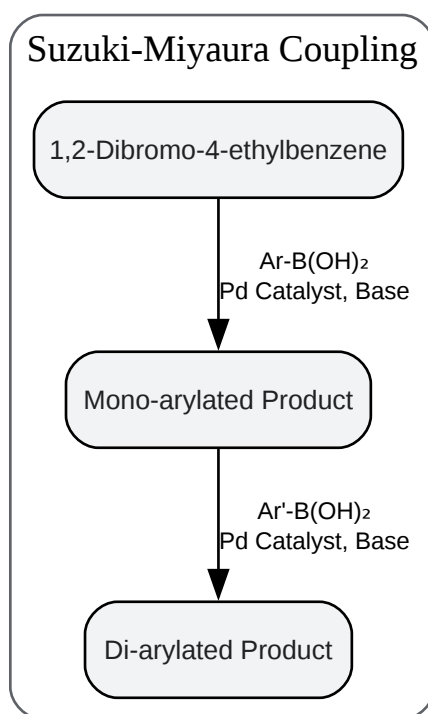 Suzuki-Miyaura Coupling
1,2-Dibromo-4-ethylbenzene
Ar-B(OH)₂
Pd Catalyst, Base
Mono-arylated Product
Ar'-B(OH)₂
Pd Catalyst, Base
Di-arylated Product